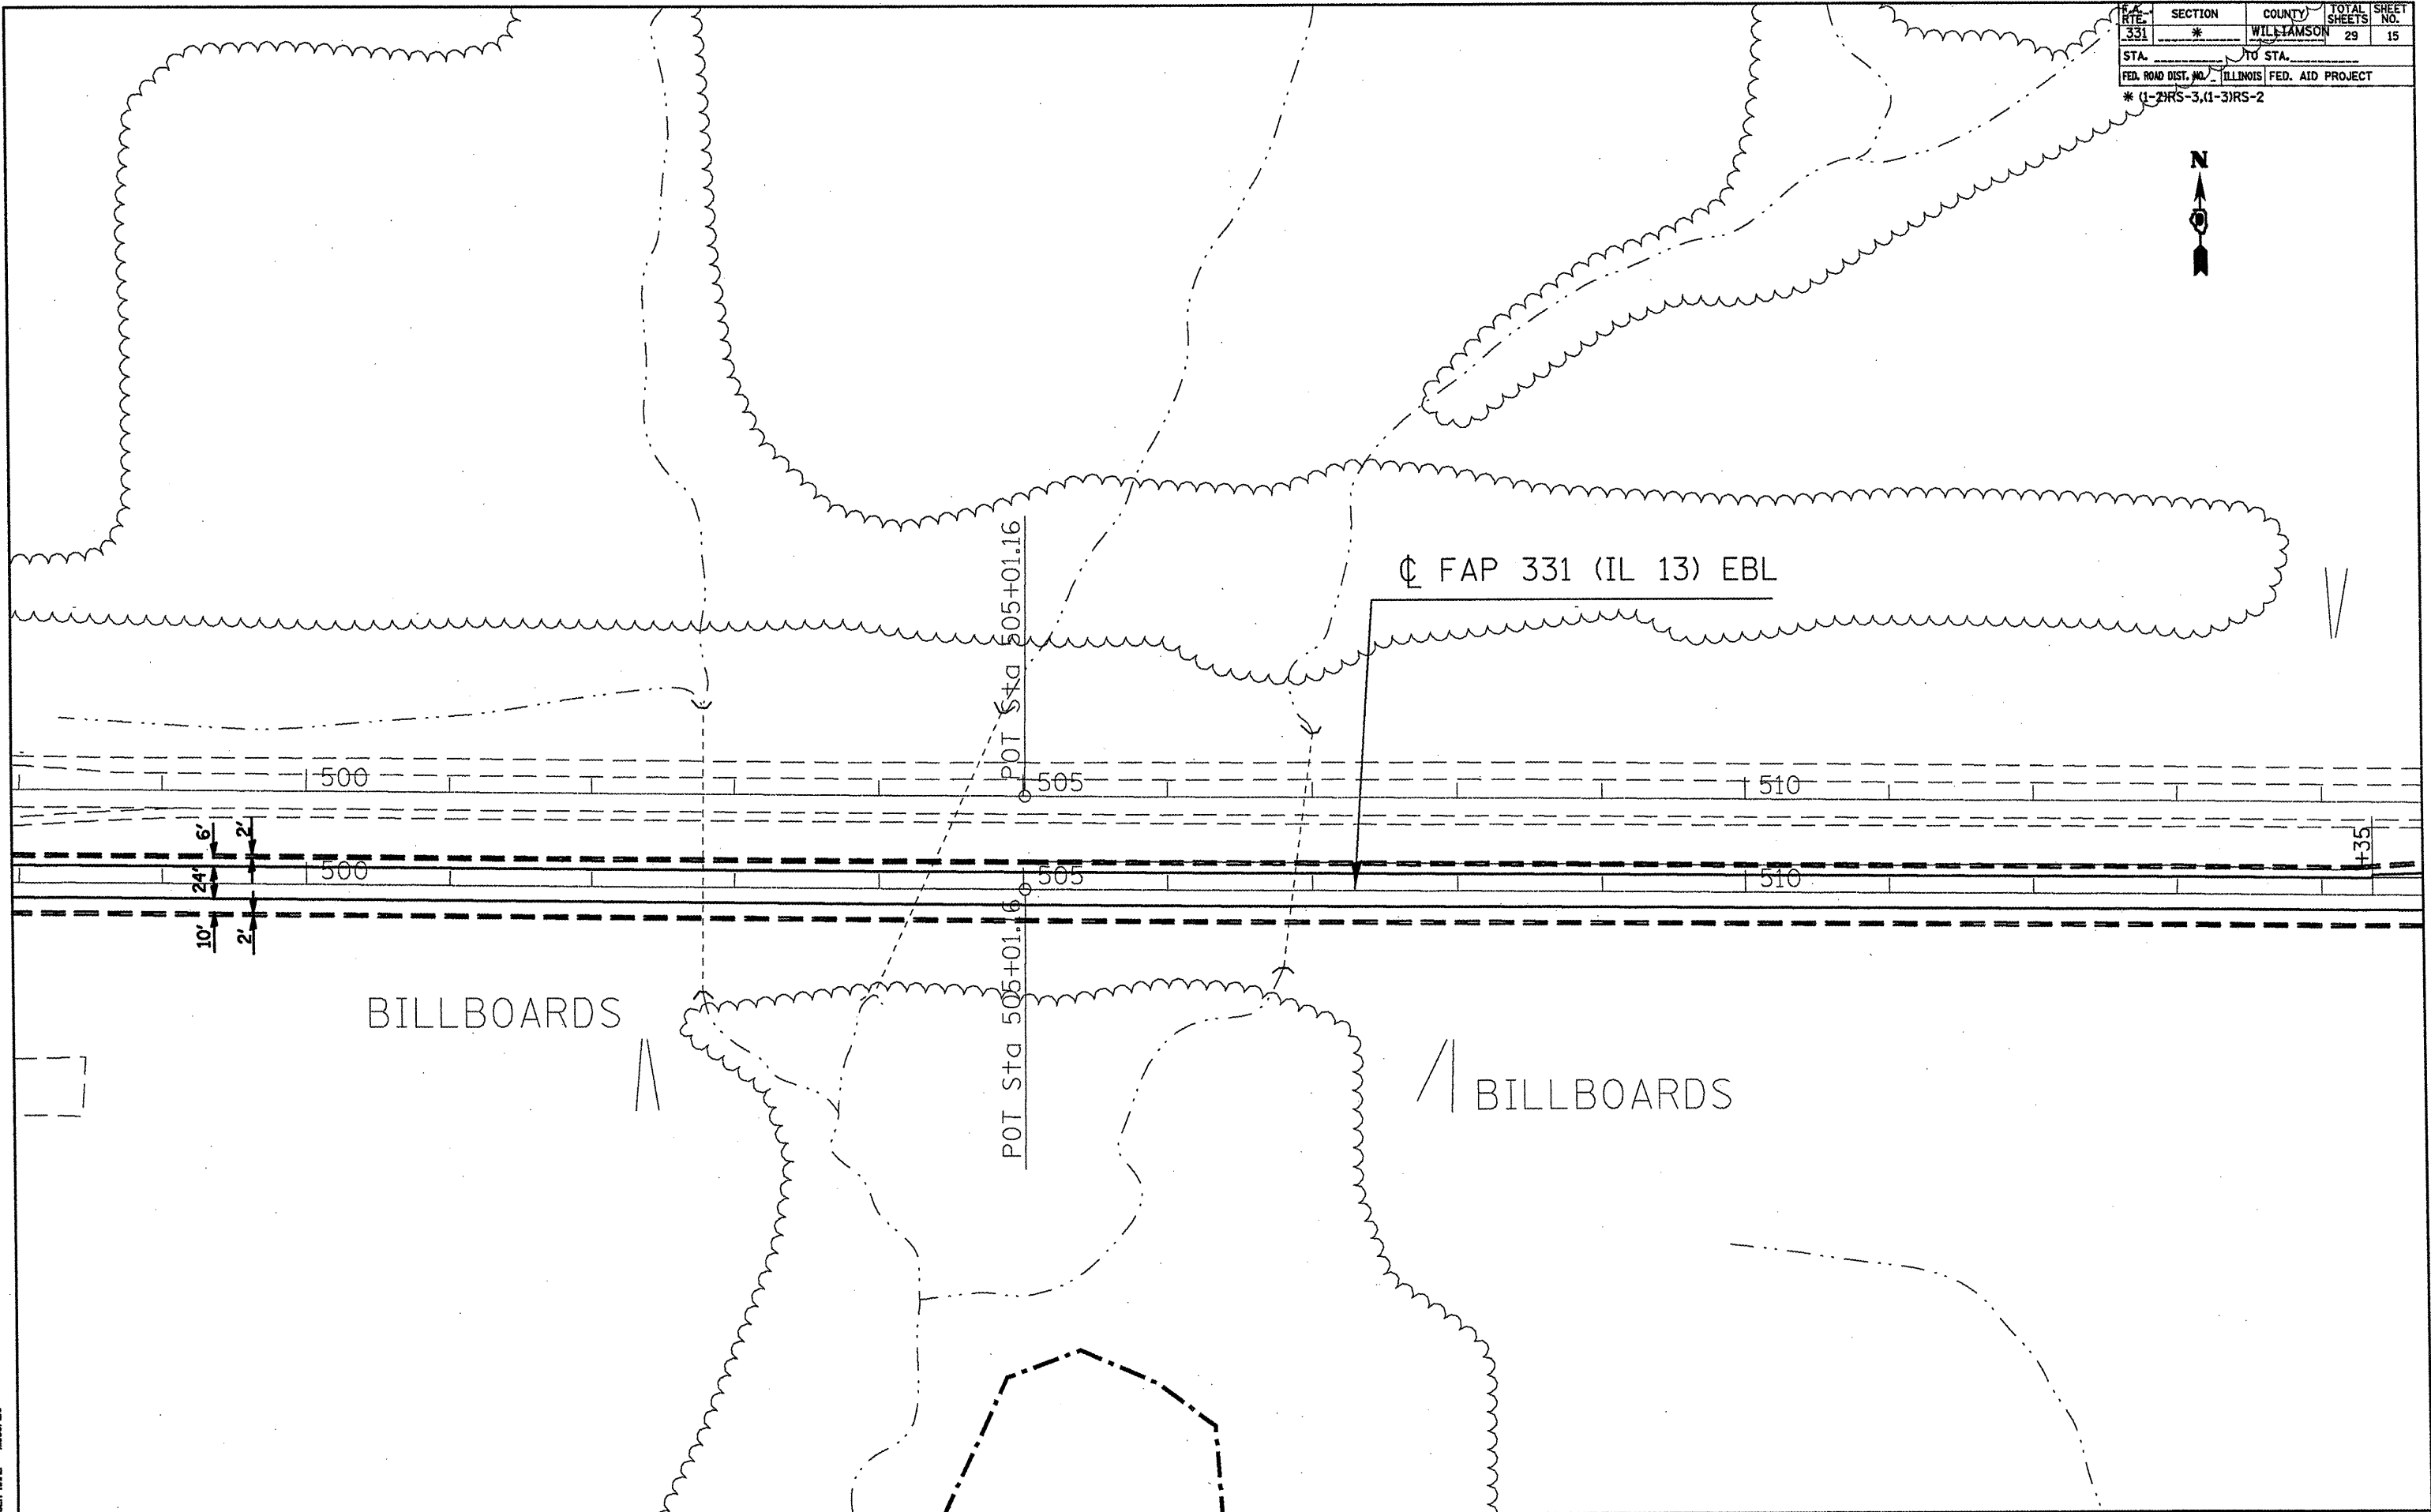 F.A. RTE. SECTION COUNTY TOTAL SHEETS SHEET NO.
331 * WILLIAMSON 29 15
STA. TO STA.
FED. ROAD DIST. NO. ILLINOIS FED. AID PROJECT
* (1-2)RS-3,(1-3)RS-2
N
POT Sta 505+01.16
℄ FAP 331 (IL 13) EBL
500 505 510
6' 2'
+35
500 505 510
24'
10' 2'
POT Sta 505+01.16
BILLBOARDS
BILLBOARDS